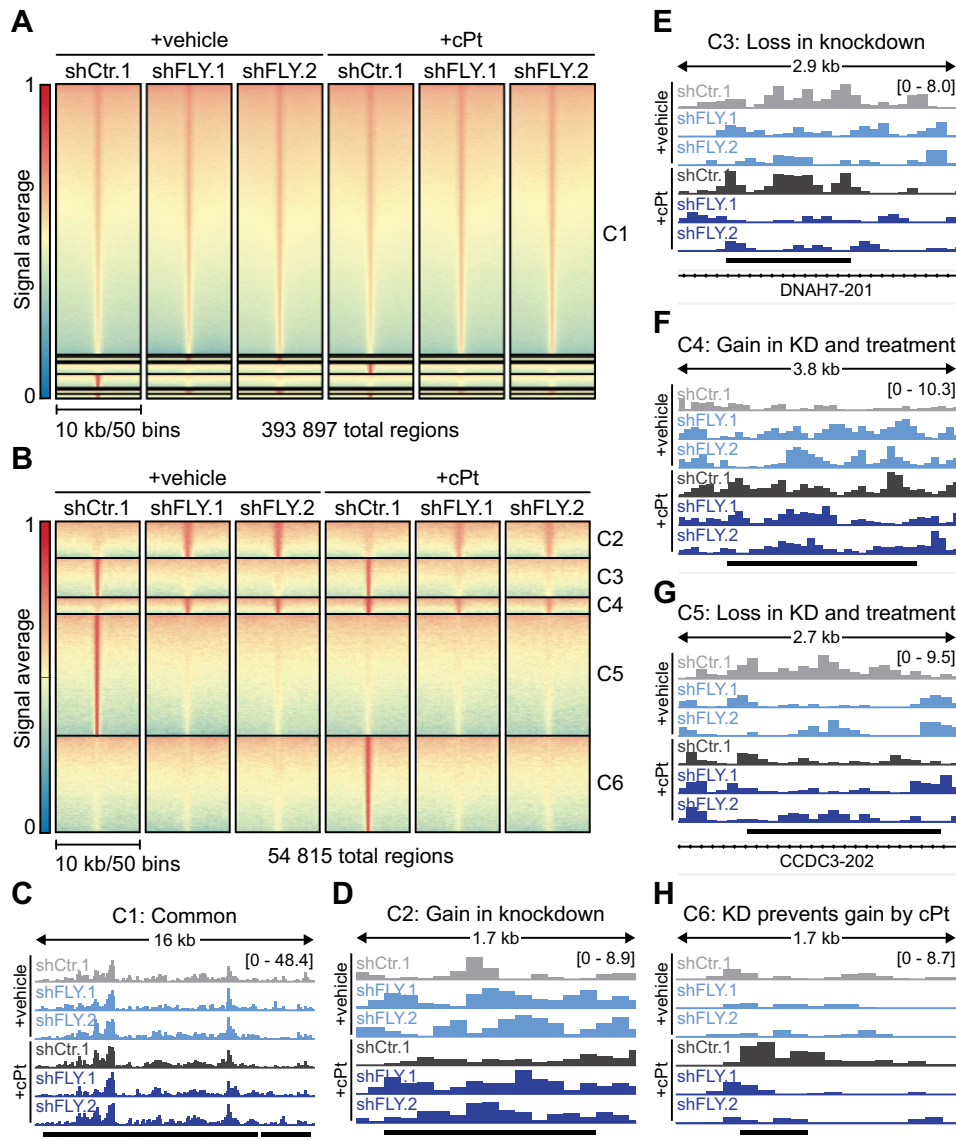 A
+vehicle +cPt
shCtr.1 shFLY.1 shFLY.2 shCtr.1 shFLY.1 shFLY.2
1
Signal average
0
C1
10 kb/50 bins 393 897 total regions
B
+vehicle +cPt
shCtr.1 shFLY.1 shFLY.2 shCtr.1 shFLY.1 shFLY.2
1
Signal average
0
C2
C3
C4
C5
C6
10 kb/50 bins 54 815 total regions
C
C1: Common
16 kb
[0 - 48.4]
+vehicle
shCtr.1
shFLY.1
shFLY.2
+cPt
shCtr.1
shFLY.1
shFLY.2
D
C2: Gain in knockdown
1.7 kb
[0 - 8.9]
+vehicle
shCtr.1
shFLY.1
shFLY.2
+cPt
shCtr.1
shFLY.1
shFLY.2
E
C3: Loss in knockdown
2.9 kb
[0 - 8.0]
+vehicle
shCtr.1
shFLY.1
shFLY.2
+cPt
shCtr.1
shFLY.1
shFLY.2
DNAH7-201
F
C4: Gain in KD and treatment
3.8 kb
[0 - 10.3]
+vehicle
shCtr.1
shFLY.1
shFLY.2
+cPt
shCtr.1
shFLY.1
shFLY.2
G
C5: Loss in KD and treatment
2.7 kb
[0 - 9.5]
+vehicle
shCtr.1
shFLY.1
shFLY.2
+cPt
shCtr.1
shFLY.1
shFLY.2
CCDC3-202
H
C6: KD prevents gain by cPt
1.7 kb
[0 - 8.7]
+vehicle
shCtr.1
shFLY.1
shFLY.2
+cPt
shCtr.1
shFLY.1
shFLY.2